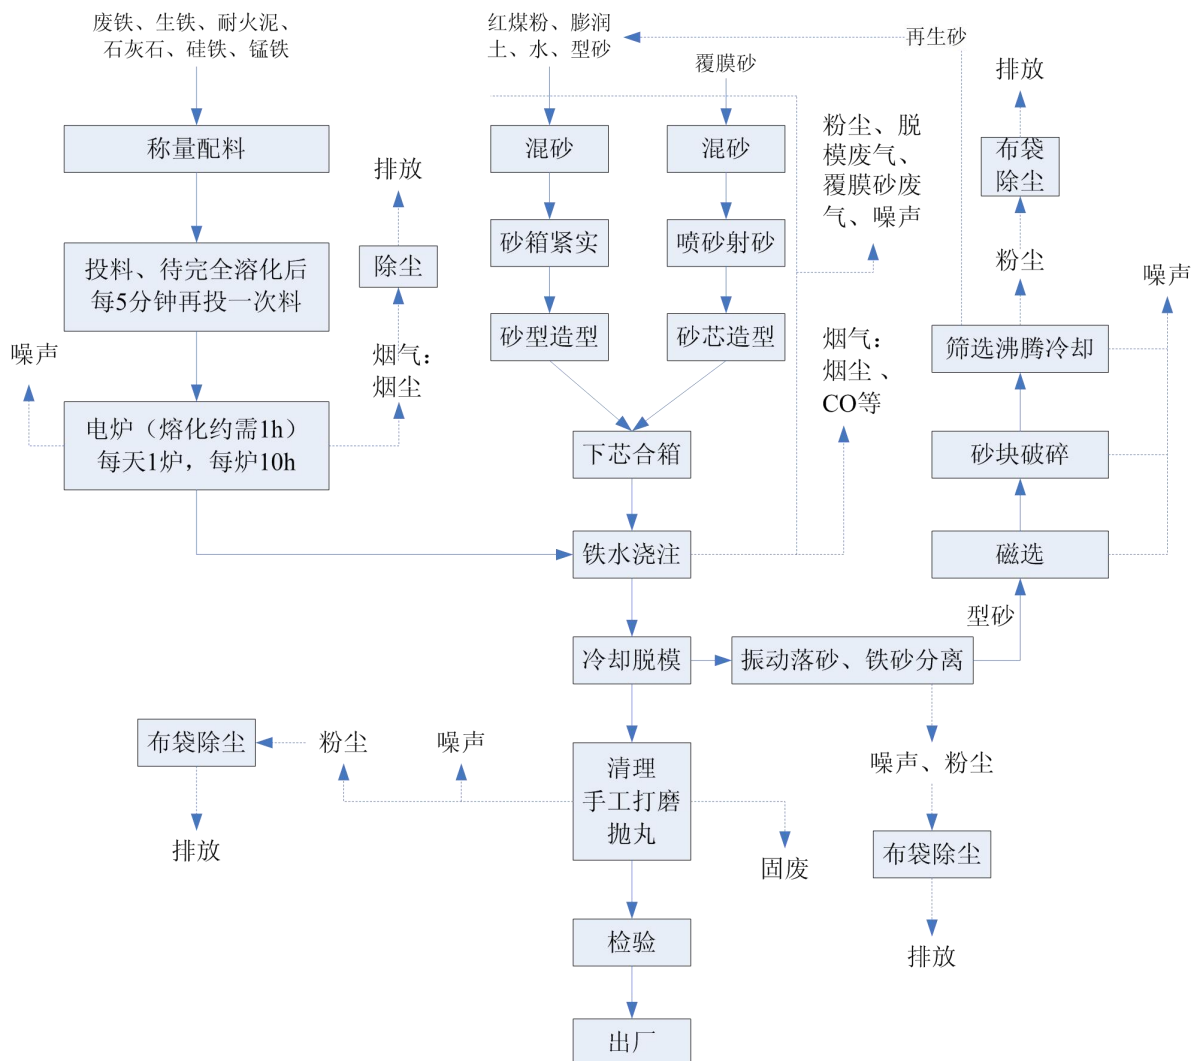 废铁、生铁、耐火泥、
石灰石、硅铁、锰铁
称量配料
投料、待完全溶化后
每5分钟再投一次料
噪声
电炉（熔化约需1h）
每天1炉，每炉10h
排放
除尘
烟气：
烟尘
红煤粉、膨润
土、水、型砂
混砂
砂箱紧实
砂型造型
覆膜砂
混砂
喷砂射砂
砂芯造型
下芯合箱
铁水浇注
冷却脱模
清理
手工打磨
抛丸
检验
出厂
粉尘、脱
模废气、
覆膜砂废
气、噪声
烟气：
烟尘 、
CO等
再生砂
排放
布袋
除尘
粉尘
噪声
筛选沸腾冷却
砂块破碎
磁选
型砂
振动落砂、铁砂分离
噪声、粉尘
布袋除尘
排放
布袋除尘
粉尘
噪声
排放
固废